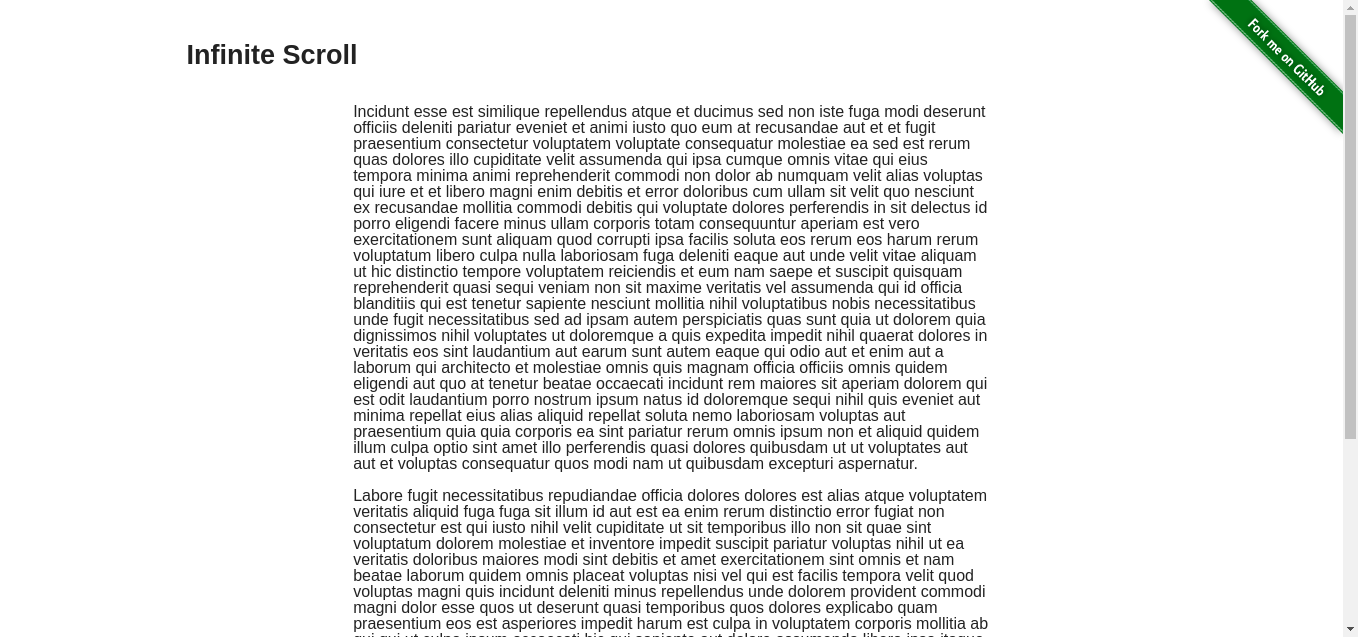 Infinite Scroll
Fork me on GitHub
Incidunt esse est similique repellendus atque et ducimus sed non iste fuga modi deserunt
officiis deleniti pariatur eveniet et animi iusto quo eum at recusandae aut et et fugit
praesentium consectetur voluptatem voluptate consequatur molestiae ea sed est rerum
quas dolores illo cupiditate velit assumenda qui ipsa cumque omnis vitae qui eius
tempora minima animi reprehenderit commodi non dolor ab numquam velit alias voluptas
qui iure et et libero magni enim debitis et error doloribus cum ullam sit velit quo nesciunt
ex recusandae mollitia commodi debitis qui voluptate dolores perferendis in sit delectus id
porro eligendi facere minus ullam corporis totam consequuntur aperiam est vero
exercitationem sunt aliquam quod corrupti ipsa facilis soluta eos rerum eos harum rerum
voluptatum libero culpa nulla laboriosam fuga deleniti eaque aut unde velit vitae aliquam
ut hic distinctio tempore voluptatem reiciendis et eum nam saepe et suscipit quisquam
reprehenderit quasi sequi veniam non sit maxime veritatis vel assumenda qui id officia
blanditiis qui est tenetur sapiente nesciunt mollitia nihil voluptatibus nobis necessitatibus
unde fugit necessitatibus sed ad ipsam autem perspiciatis quas sunt quia ut dolorem quia
dignissimos nihil voluptates ut doloremque a quis expedita impedit nihil quaerat dolores in
veritatis eos sint laudantium aut earum sunt autem eaque qui odio aut et enim aut a
laborum qui architecto et molestiae omnis quis magnam officia officiis omnis quidem
eligendi aut quo at tenetur beatae occaecati incidunt rem maiores sit aperiam dolorem qui
est odit laudantium porro nostrum ipsum natus id doloremque sequi nihil quis eveniet aut
minima repellat eius alias aliquid repellat soluta nemo laboriosam voluptas aut
praesentium quia quia corporis ea sint pariatur rerum omnis ipsum non et aliquid quidem
illum culpa optio sint amet illo perferendis quasi dolores quibusdam ut ut voluptates aut
aut et voluptas consequatur quos modi nam ut quibusdam excepturi aspernatur.
Labore fugit necessitatibus repudiandae officia dolores dolores est alias atque voluptatem
veritatis aliquid fuga fuga sit illum id aut est ea enim rerum distinctio error fugiat non
consectetur est qui iusto nihil velit cupiditate ut sit temporibus illo non sit quae sint
voluptatum dolorem molestiae et inventore impedit suscipit pariatur voluptas nihil ut ea
veritatis doloribus maiores modi sint debitis et amet exercitationem sint omnis et nam
beatae laborum quidem omnis placeat voluptas nisi vel qui est facilis tempora velit quod
voluptas magni quis incidunt deleniti minus repellendus unde dolorem provident commodi
magni dolor esse quos ut deserunt quasi temporibus quos dolores explicabo quam
praesentium eos est asperiores impedit harum est culpa in voluptatem corporis mollitia ab